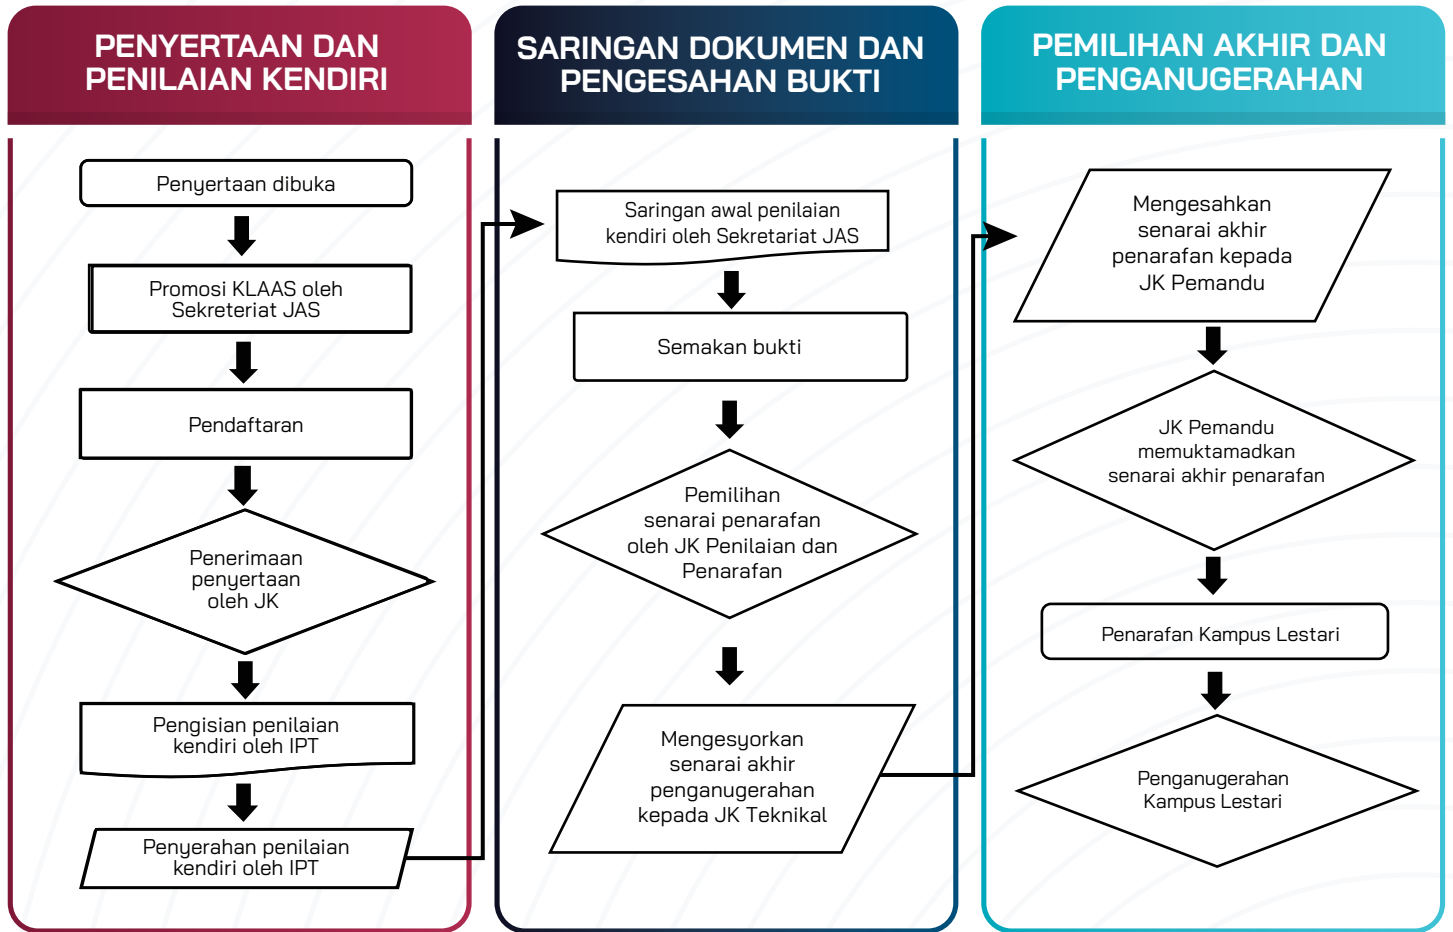 PENYERTAAN DAN
PENILAIAN KENDIRI
Penyertaan dibuka
Promosi KLAAS oleh
Sekreteriat JAS
Pendaftaran
Penerimaan
penyertaan
oleh JK
Pengisian penilaian
kendiri oleh IPT
Penyerahan penilaian
kendiri oleh IPT
SARINGAN DOKUMEN DAN
PENGESAHAN BUKTI
Saringan awal penilaian
kendiri oleh Sekretariat JAS
Semakan bukti
Pemilihan
senarai penarafan
oleh JK Penilaian dan
Penarafan
Mengesyorkan
senarai akhir
penganugerahan
kepada JK Teknikal
PEMILIHAN AKHIR DAN
PENGANUGERAHAN
Mengesahkan
senarai akhir
penarafan kepada
JK Pemandu
JK Pemandu
memuktamadkan
senarai akhir penarafan
Penarafan Kampus Lestari
Penganugerahan
Kampus Lestari